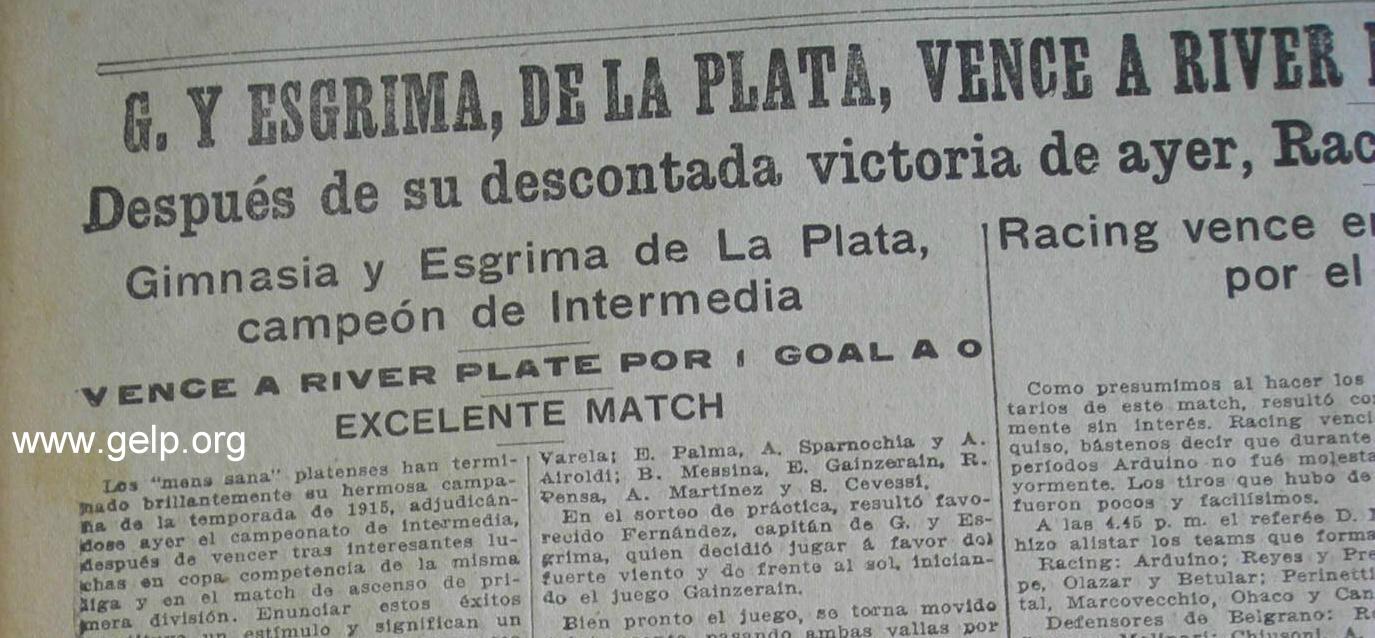 G. Y ESGRIMA, DE LA PLATA, VENCE A RIVER
Después de su descontada victoria de ayer, Rac
Gimnasia y Esgrima de La Plata,
campeón de Intermedia
VENCE A RIVER PLATE POR 1 GOAL A 0
EXCELENTE MATCH
www.gelp.org
Los "mens sana" platenses han termi-
nado brillantemente su hermosa campa-
ña de la temporada de 1915, adjudicán-
dose ayer el campeonato de intermedia,
después de vencer tras interesantes lu-
chas en copa competencia de la misma
liga y en el match de ascenso de pri-
mera división. Enunciar estos éxitos
un estímulo y significan un
Varela; E. Palma, A. Sparnochia y A.
Airoldi; B. Messina, E. Gainzerain, R.
Pensa, A. Martínez y S. Cevessi.
En el sorteo de práctica, resultó favo-
recido Fernández, capitán de G. y Es-
grima, quien decidió jugar á favor del
fuerte viento y de frente al sol, inician-
do el juego Gainzerain.
Bien pronto el juego, se torna movido
pasando ambas vallas por
Racing vence e
por el
Como presumimos al hacer los
tarios de este match, resultó co
mente sin interés. Racing venci
quiso, bástenos decir que durante
períodos Arduino no fué molesta
yormente. Los tiros que hubo de
fueron pocos y facilísimos.
A las 4.45 p. m. el referée D.
hizo alistar los teams que forma
Racing: Arduino; Reyes y Pre
pe, Olazar y Betular; Perinetti
tal, Marcovecchio, Ohaco y Can
Defensores de Belgrano: R